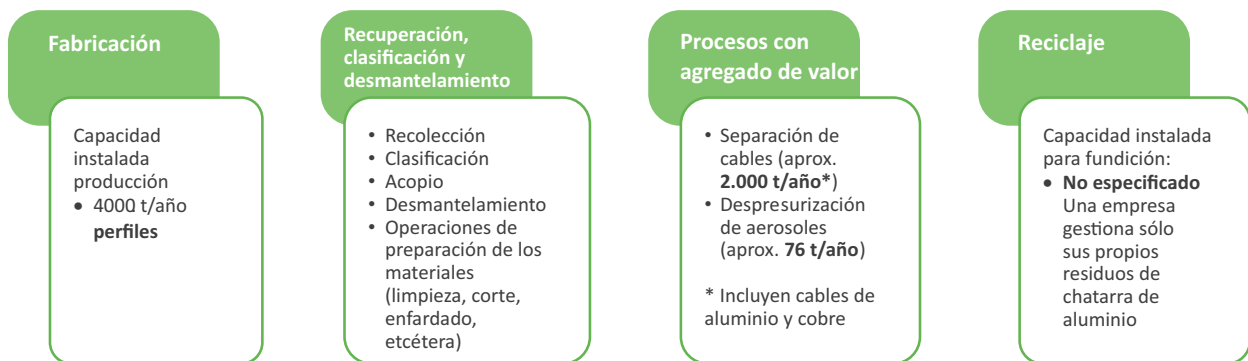 Fabricación
Capacidad
instalada
producción
• 4000 t/año
perfiles
Recuperación,
clasificación y
desmantelamiento
• Recolección
• Clasificación
• Acopio
• Desmantelamiento
• Operaciones de
preparación de los
materiales
(limpieza, corte,
enfardado,
etcétera)
Procesos con
agregado de valor
• Separación de
cables (aprox.
2.000 t/año*)
• Despresurización
de aerosoles
(aprox. 76 t/año)
* Incluyen cables de
aluminio y cobre
Reciclaje
Capacidad instalada
para fundición:
• No especificado
Una empresa
gestiona sólo
sus propios
residuos de
chatarra de
aluminio